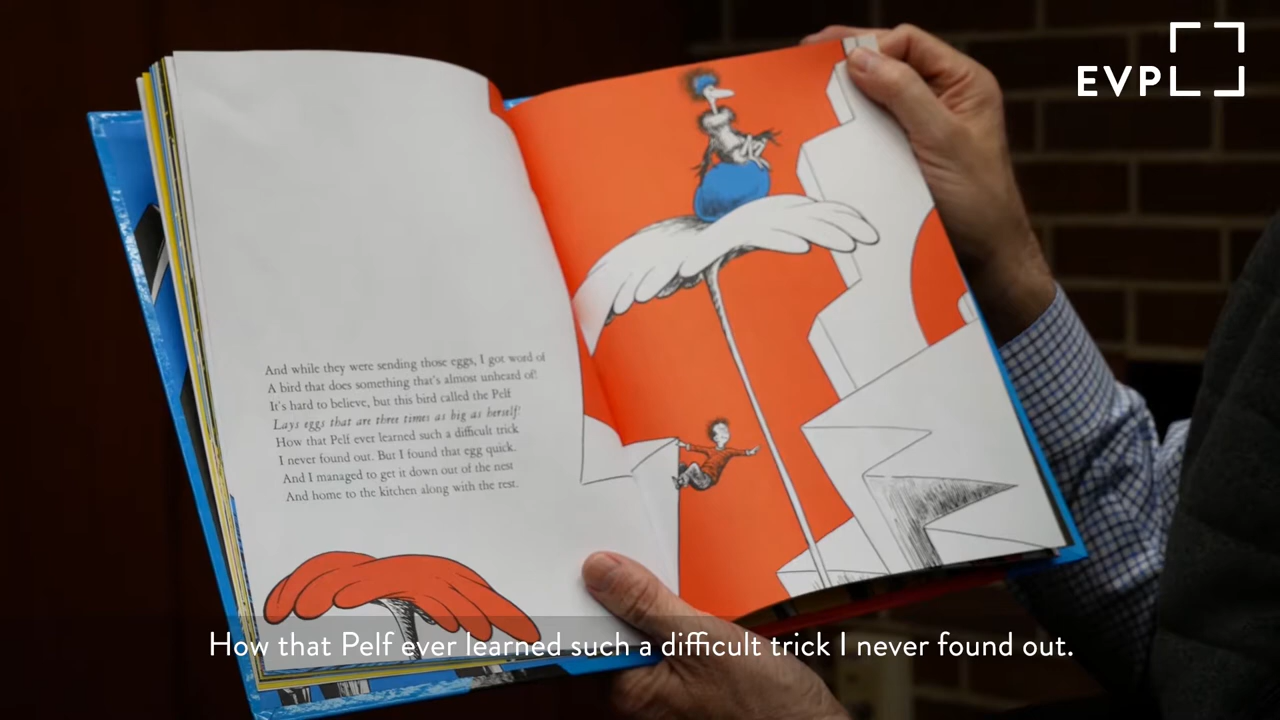 EVPL
And while they were sending those eggs, I got word of
A bird that does something that's almost unheard of!
It's hard to believe, but this bird called the Pelf
Lays eggs that are three times as big as herself!
How that Pelf ever learned such a difficult trick
I never found out. But I found that egg quick.
And I managed to get it down out of the nest
And home to the kitchen along with the rest.
How that Pelf ever learned such a difficult trick I never found out.